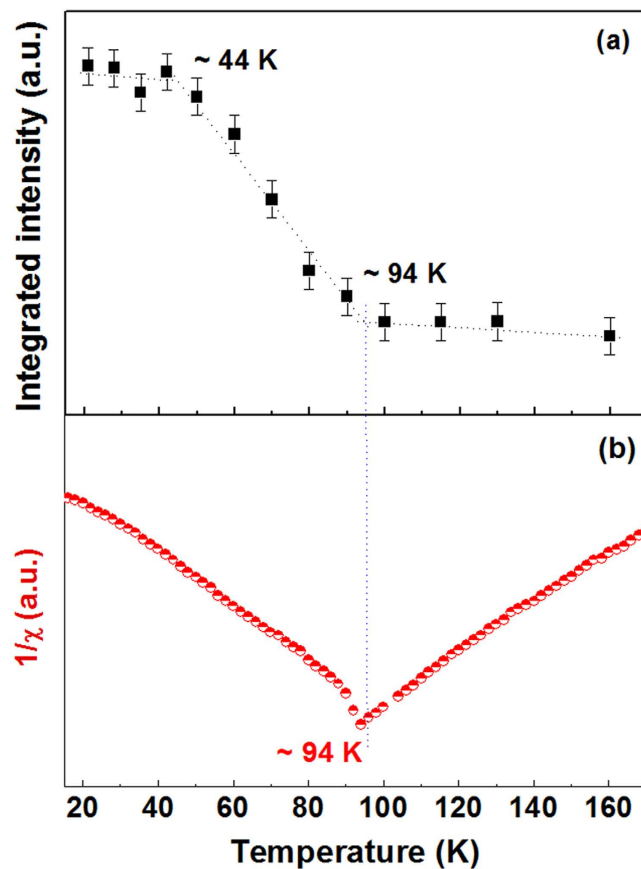 (a)
~ 44 K
~ 94 K
Integrated intensity (a.u.)
(b)
1/χ (a.u.)
~ 94 K
20 40 60 80 100 120 140 160
Temperature (K)